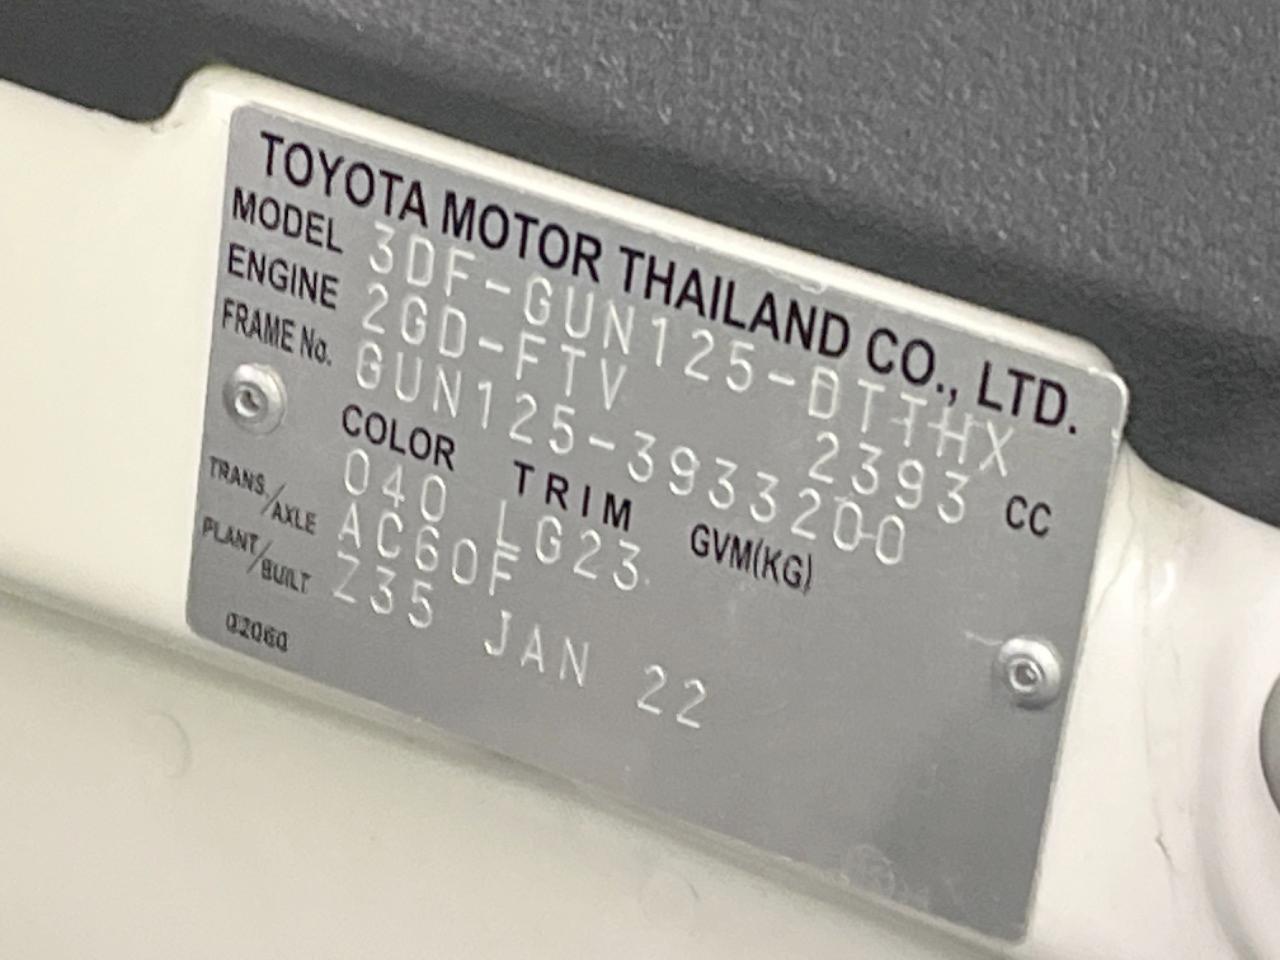 TOYOTA MOTOR THAILAND CO., LTD.
MODEL 3DF-GUN125-DTTHX
ENGINE 2GD-FTV 2393 CC
FRAME No. GUN125-3933200
COLOR TRIM GVM(KG)
040 LG23
TRANS./AXLE AC60F
PLANT/BUILT Z35 JAN 22
02060